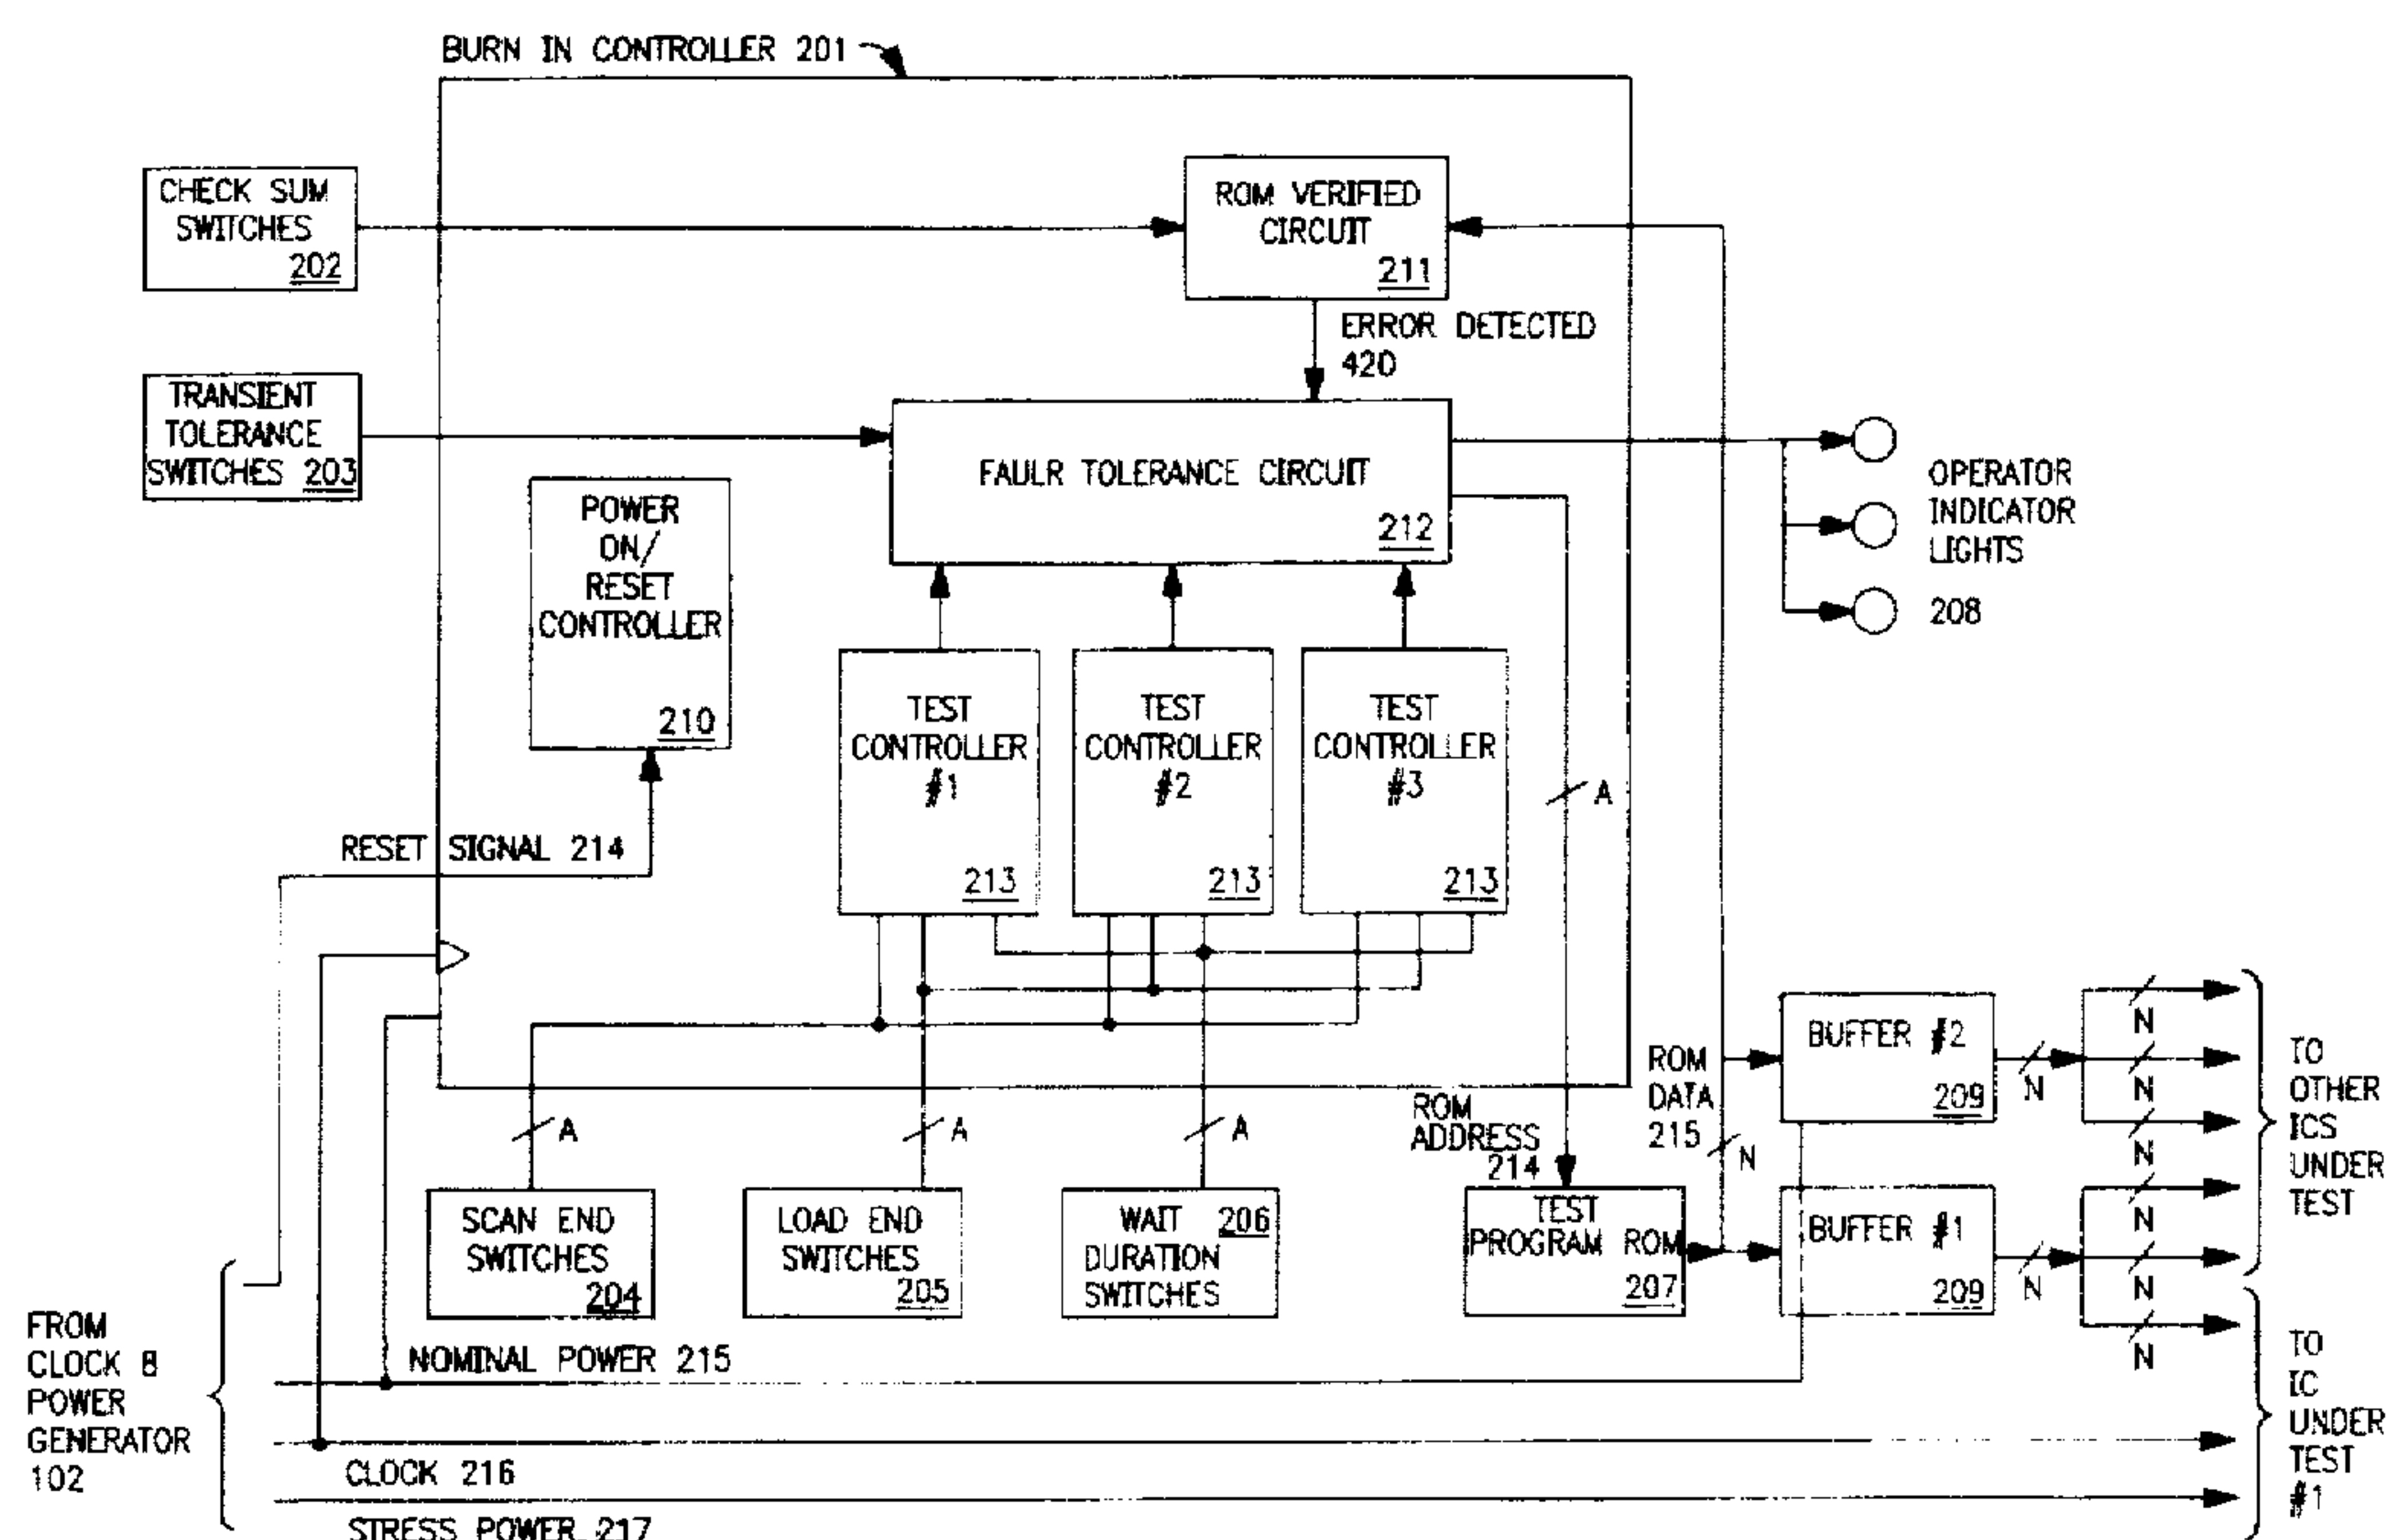 BURN IN CONTROLLER 201
CHECK SUM
SWITCHES
202
ROM VERIFIED
CIRCUIT
211
ERROR DETECTED
420
TRANSIENT
TOLERANCE
SWITCHES 203
FAULR TOLERANCE CIRCUIT
212
OPERATOR
INDICATOR
LIGHTS
208
POWER
ON/
RESET
CONTROLLER
210
TEST
CONTROLLER
#1
213
TEST
CONTROLLER
#2
213
TEST
CONTROLLER
#3
213
A
RESET SIGNAL 214
A
A
A
SCAN END
SWITCHES
204
LOAD END
SWITCHES
205
WAIT 206
DURATION
SWITCHES
ROM
ADDRESS
214
TEST
PROGRAM ROM
207
ROM
DATA
215
N
BUFFER #2
209
N
N
N
N
BUFFER #1
209
N
N
N
N
TO
OTHER
ICS
UNDER
TEST
TO
IC
UNDER
TEST
#1
FROM
CLOCK 8
POWER
GENERATOR
102
NOMINAL POWER 215
CLOCK 216
STRESS POWER 217